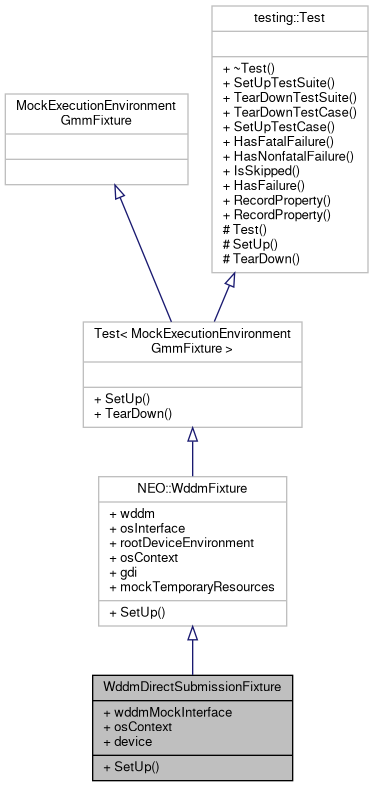 testing::Test
+ ~Test()
+ SetUpTestSuite()
+ TearDownTestSuite()
+ TearDownTestCase()
+ SetUpTestCase()
+ HasFatalFailure()
+ HasNonfatalFailure()
+ IsSkipped()
+ HasFailure()
+ RecordProperty()
+ RecordProperty()
# Test()
# SetUp()
# TearDown()
MockExecutionEnvironment
GmmFixture
Test< MockExecutionEnvironment
GmmFixture >
+ SetUp()
+ TearDown()
NEO::WddmFixture
+ wddm
+ osInterface
+ rootDeviceEnvironment
+ osContext
+ gdi
+ mockTemporaryResources
+ SetUp()
WddmDirectSubmissionFixture
+ wddmMockInterface
+ osContext
+ device
+ SetUp()